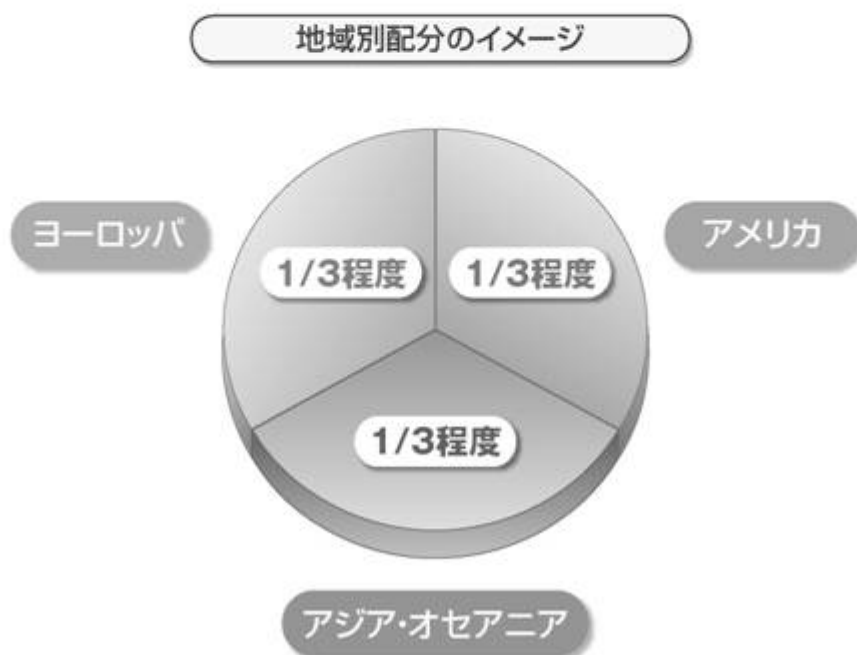 地域別配分のイメージ
ヨーロッパ
アメリカ
1/3程度
1/3程度
1/3程度
アジア・オセアニア